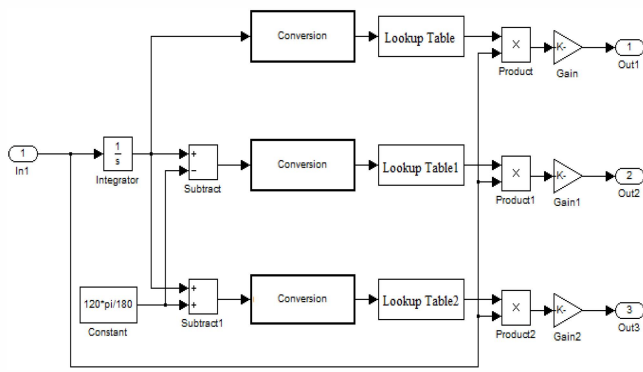 Conversion
Lookup Table
X
Product
K-
Gain
1
Out1
1
In1
1
s
Integrator
+
−
Subtract
Conversion
Lookup Table1
X
Product1
K-
Gain1
2
Out2
120*pi/180
Constant
+
+
Subtract1
Conversion
Lookup Table2
X
Product2
K-
Gain2
3
Out3